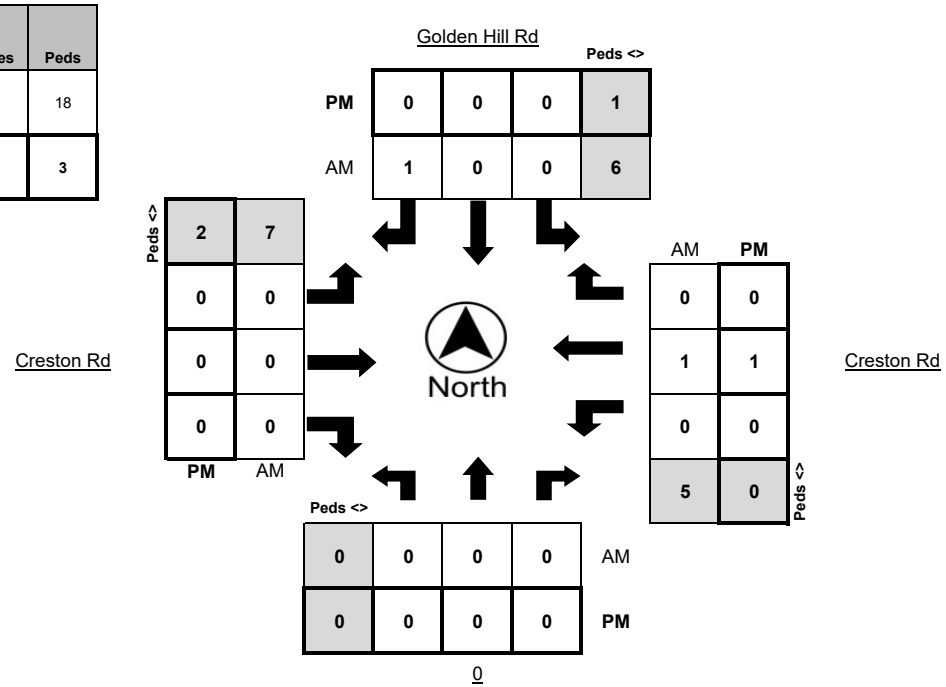 es Peds
18
3
Golden Hill Rd
Peds <>
PM 0 0 0 1
AM 1 0 0 6
Peds <>
2 7
0 0
0 0
0 0
PM AM
Creston Rd
North
AM PM
0 0
1 1
0 0
5 0
Peds <>
Creston Rd
Peds <>
0 0 0 0 AM
0 0 0 0 PM
0